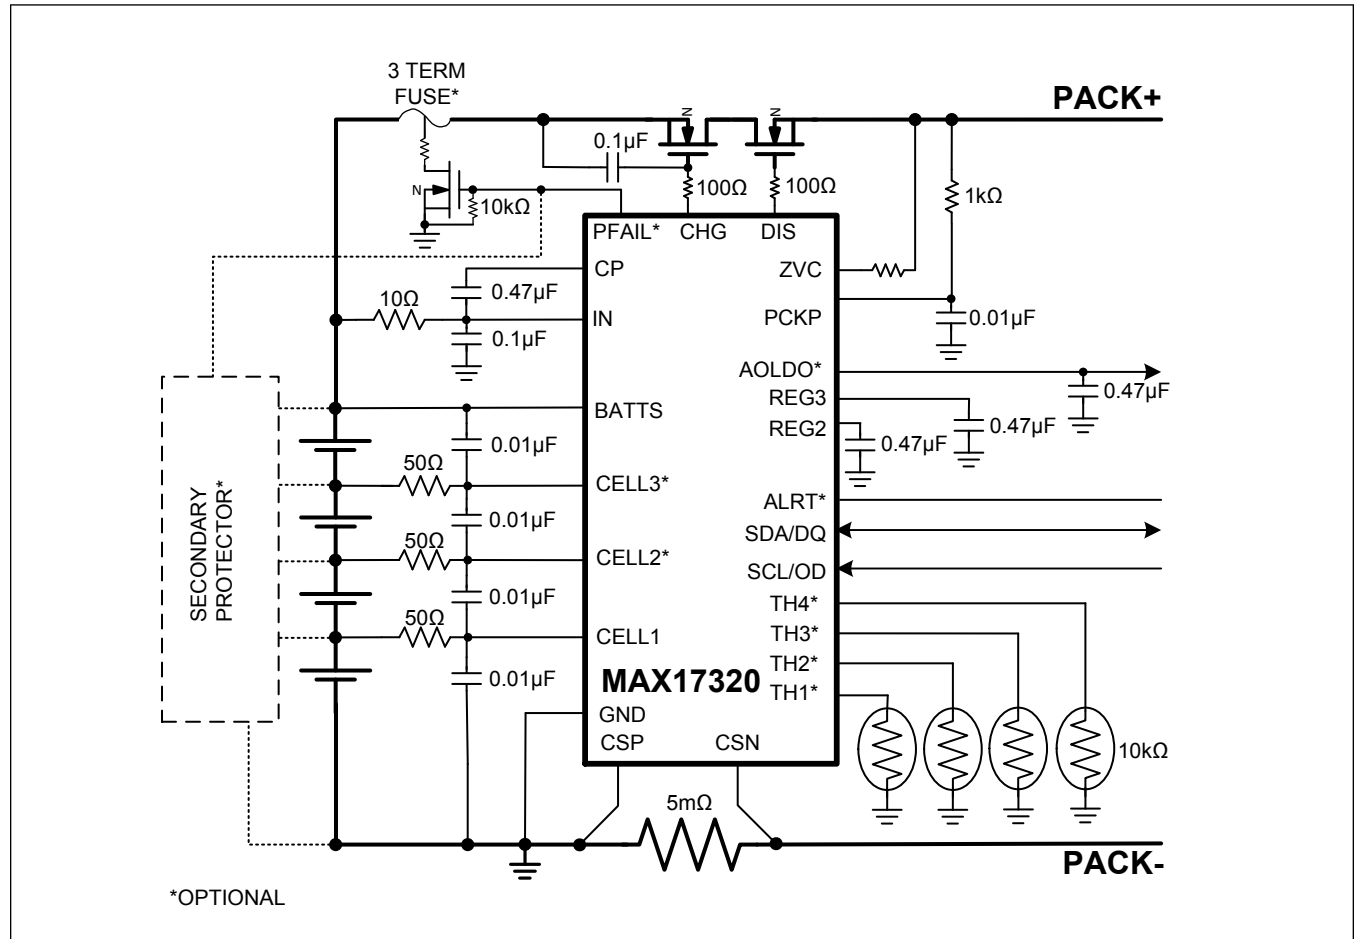 3 TERM
FUSE*
PACK+
0.1µF
N
N
100Ω
100Ω
1kΩ
N
10kΩ
PFAIL*
CHG
DIS
CP
ZVC
0.47µF
10Ω
IN
PCKP
0.01µF
0.1µF
AOLDO*
0.47µF
REG3
BATTS
REG2
0.47µF
0.47µF
0.01µF
50Ω
CELL3*
ALRT*
0.01µF
SDA/DQ
50Ω
CELL2*
SCL/OD
SECONDARY
PROTECTOR*
0.01µF
TH4*
50Ω
CELL1
TH3*
TH2*
0.01µF
MAX17320
TH1*
GND
CSP
CSN
10kΩ
5mΩ
PACK-
*OPTIONAL